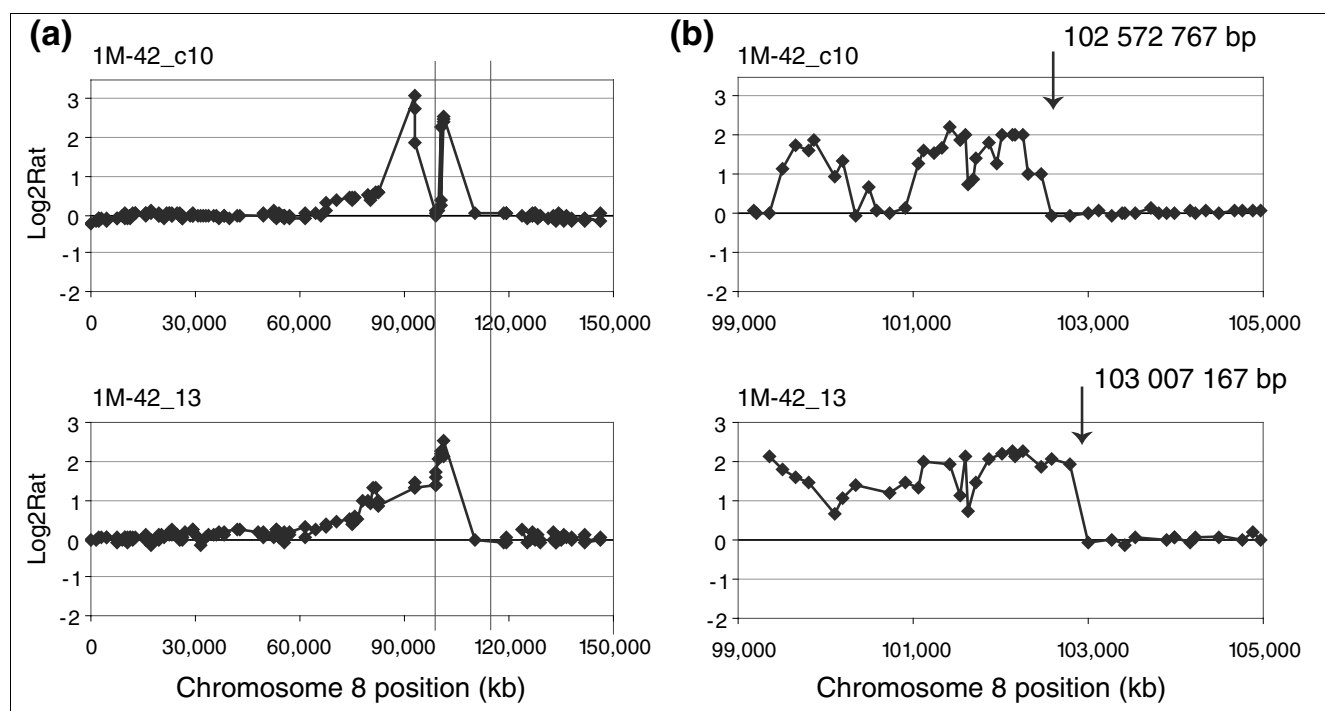 (a)
1M-42_c10
Log2Rat
3
2
1
0
-1
-2
0 30,000 60,000 90,000 120,000 150,000
1M-42_13
Log2Rat
3
2
1
0
-1
-2
0 30,000 60,000 90,000 120,000 150,000
Chromosome 8 position (kb)
(b)
102 572 767 bp
1M-42_c10
3
2
1
0
-1
-2
99,000 101,000 103,000 105,000
103 007 167 bp
1M-42_13
3
2
1
0
-1
-2
99,000 101,000 103,000 105,000
Chromosome 8 position (kb)